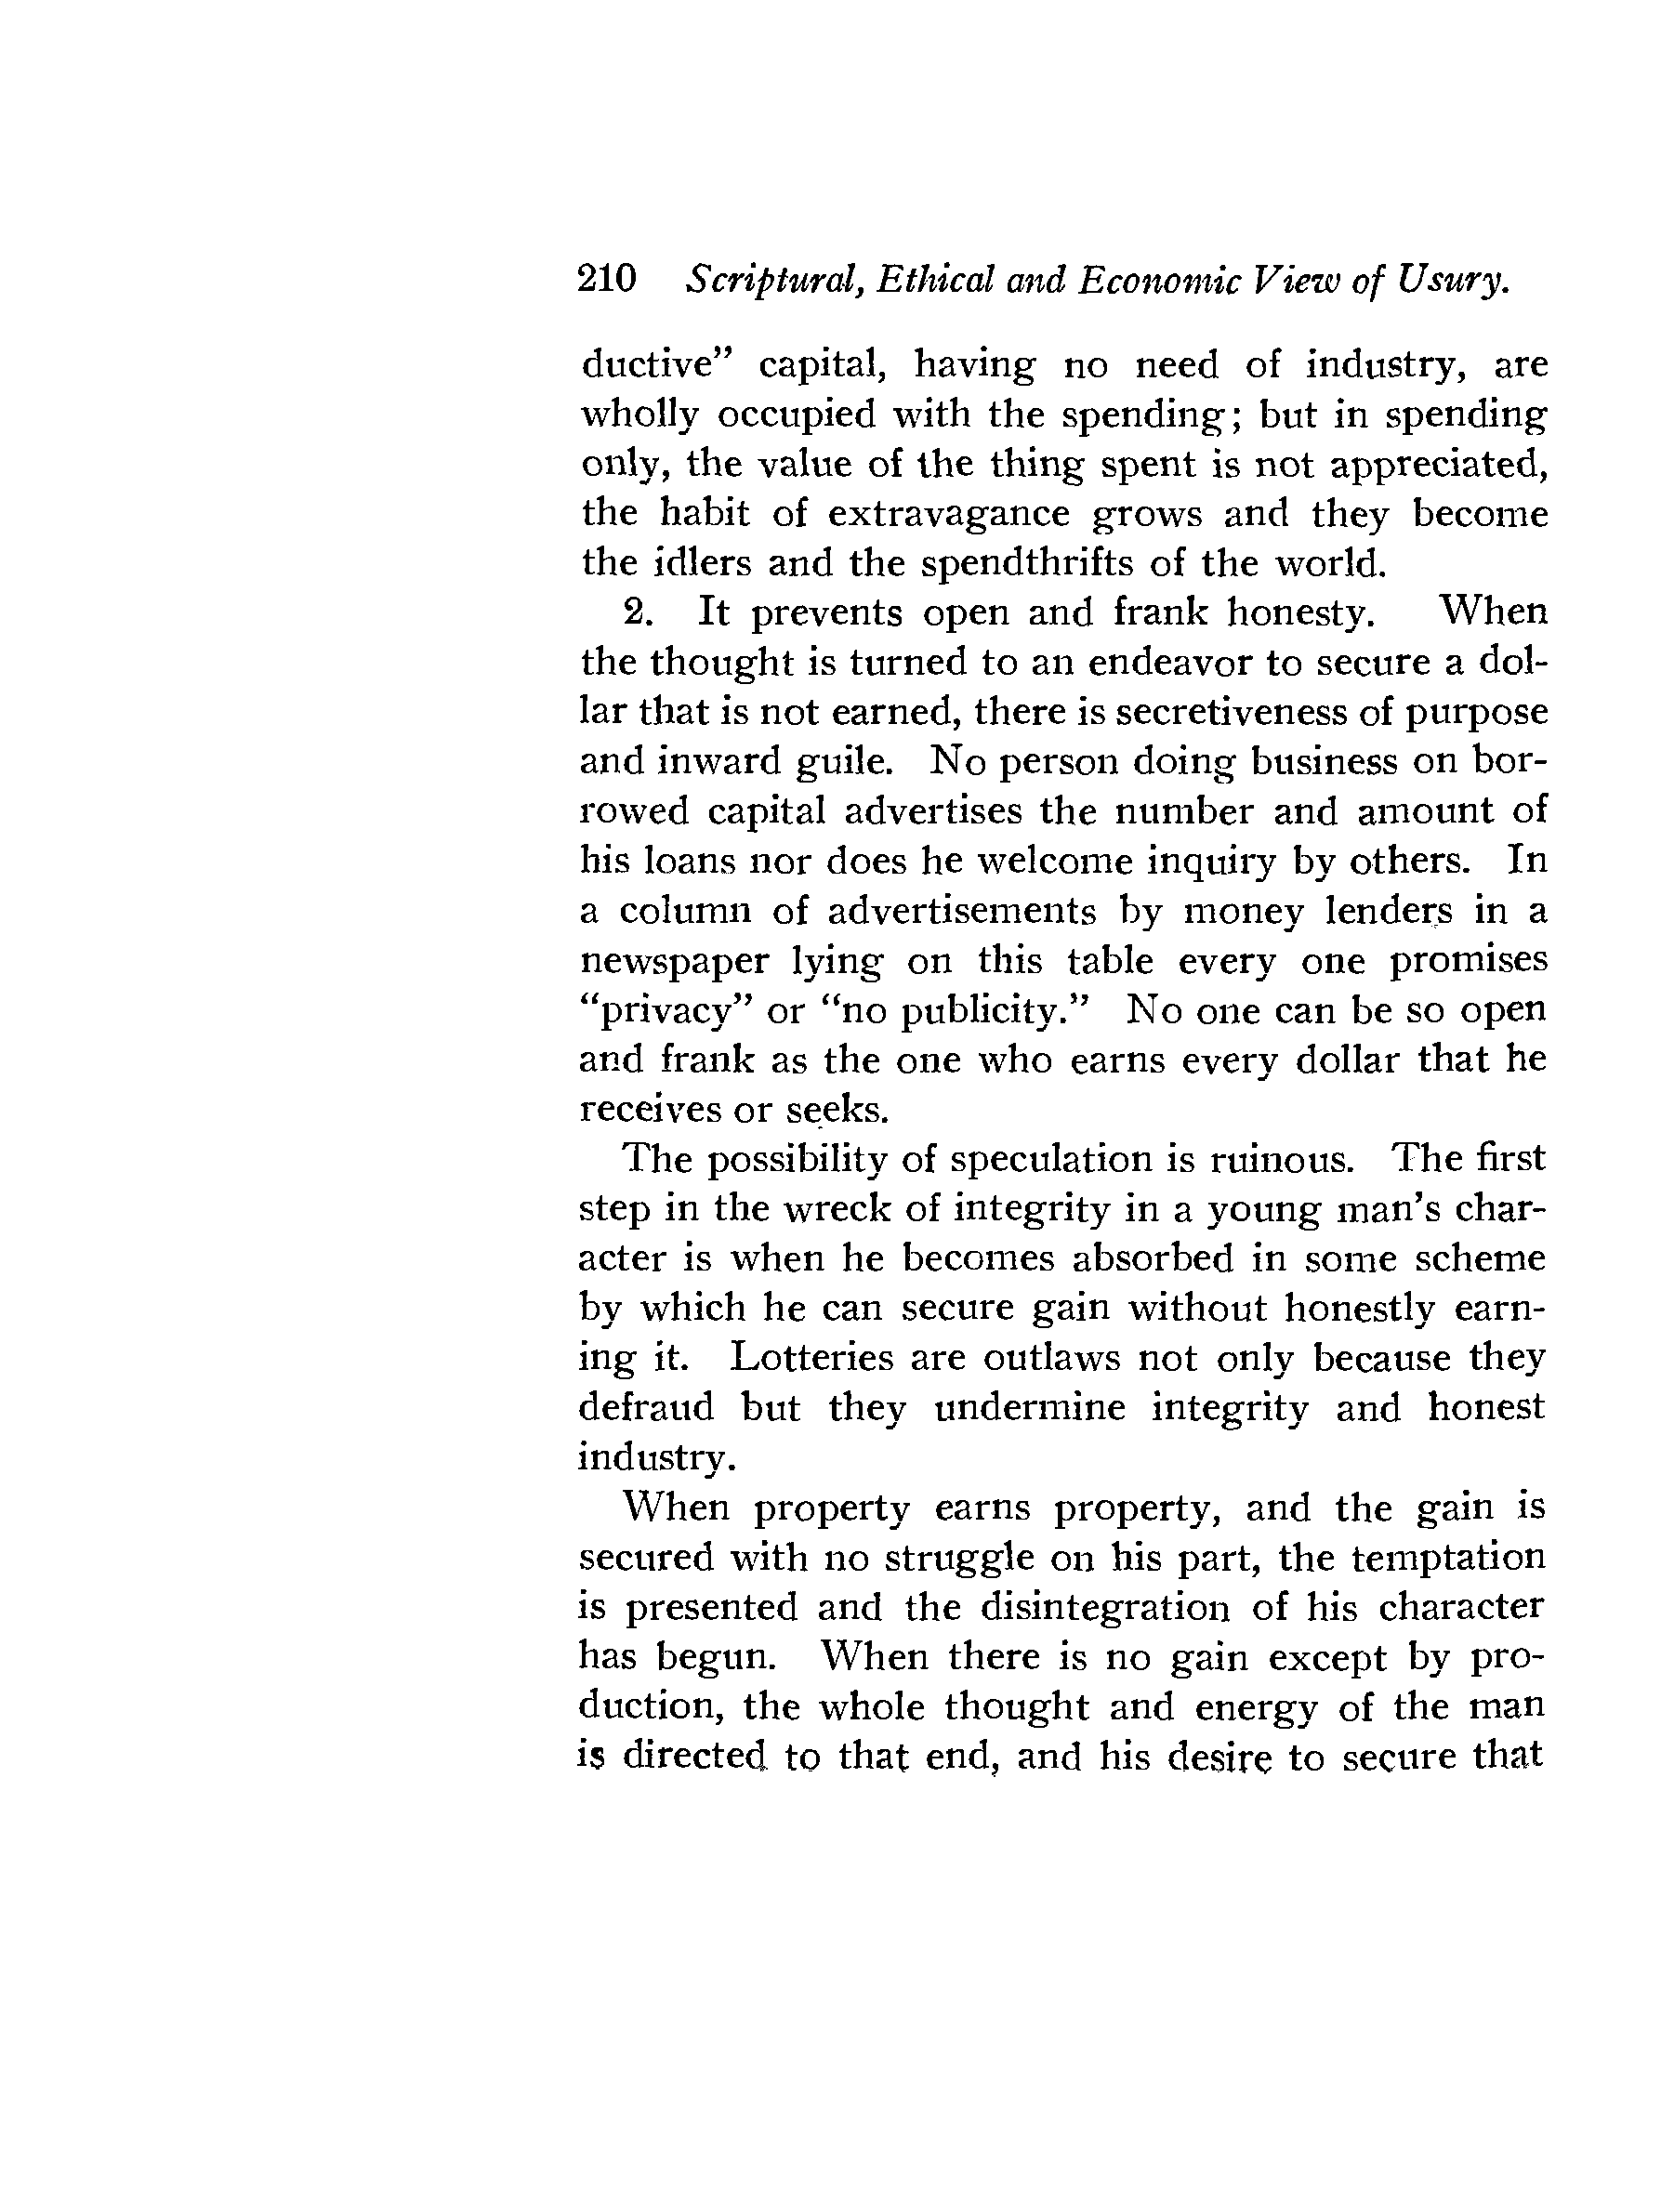 210 Scriptural, Ethical and Economic View of Usury.
ductive” capital, having no need of industry, are
wholly occupied with the spending; but in spending
only, the value of the thing spent is not appreciated,
the habit of extravagance grows and they become
the idlers and the spendthrifts of the world.
2. It prevents open and frank honesty. When
the thought is turned to an endeavor to secure a dol-
lar that is not earned, there is secretiveness of purpose
and inward guile. No person doing business on bor-
rowed capital advertises the number and amount of
his loans nor does he welcome inquiry by others. In
a column of advertisements by money lenders in a
newspaper lying on this table every one promises
“privacy” or “no publicity.” No one can be so open
and frank as the one who earns every dollar that he
receives or seeks.
The possibility of speculation is ruinous. The first
step in the wreck of integrity in a young man’s char-
acter is when he becomes absorbed in some scheme
by which he can secure gain without honestly earn-
ing it. Lotteries are outlaws not only because they
defraud but they undermine integrity and honest
industry.
When property earns property, and the gain is
secured with no struggle on his part, the temptation
is presented and the disintegration of his character
has begun. When there is no gain except by pro-
duction, the whole thought and energy of the man
is directed to that end, and his desire to secure that